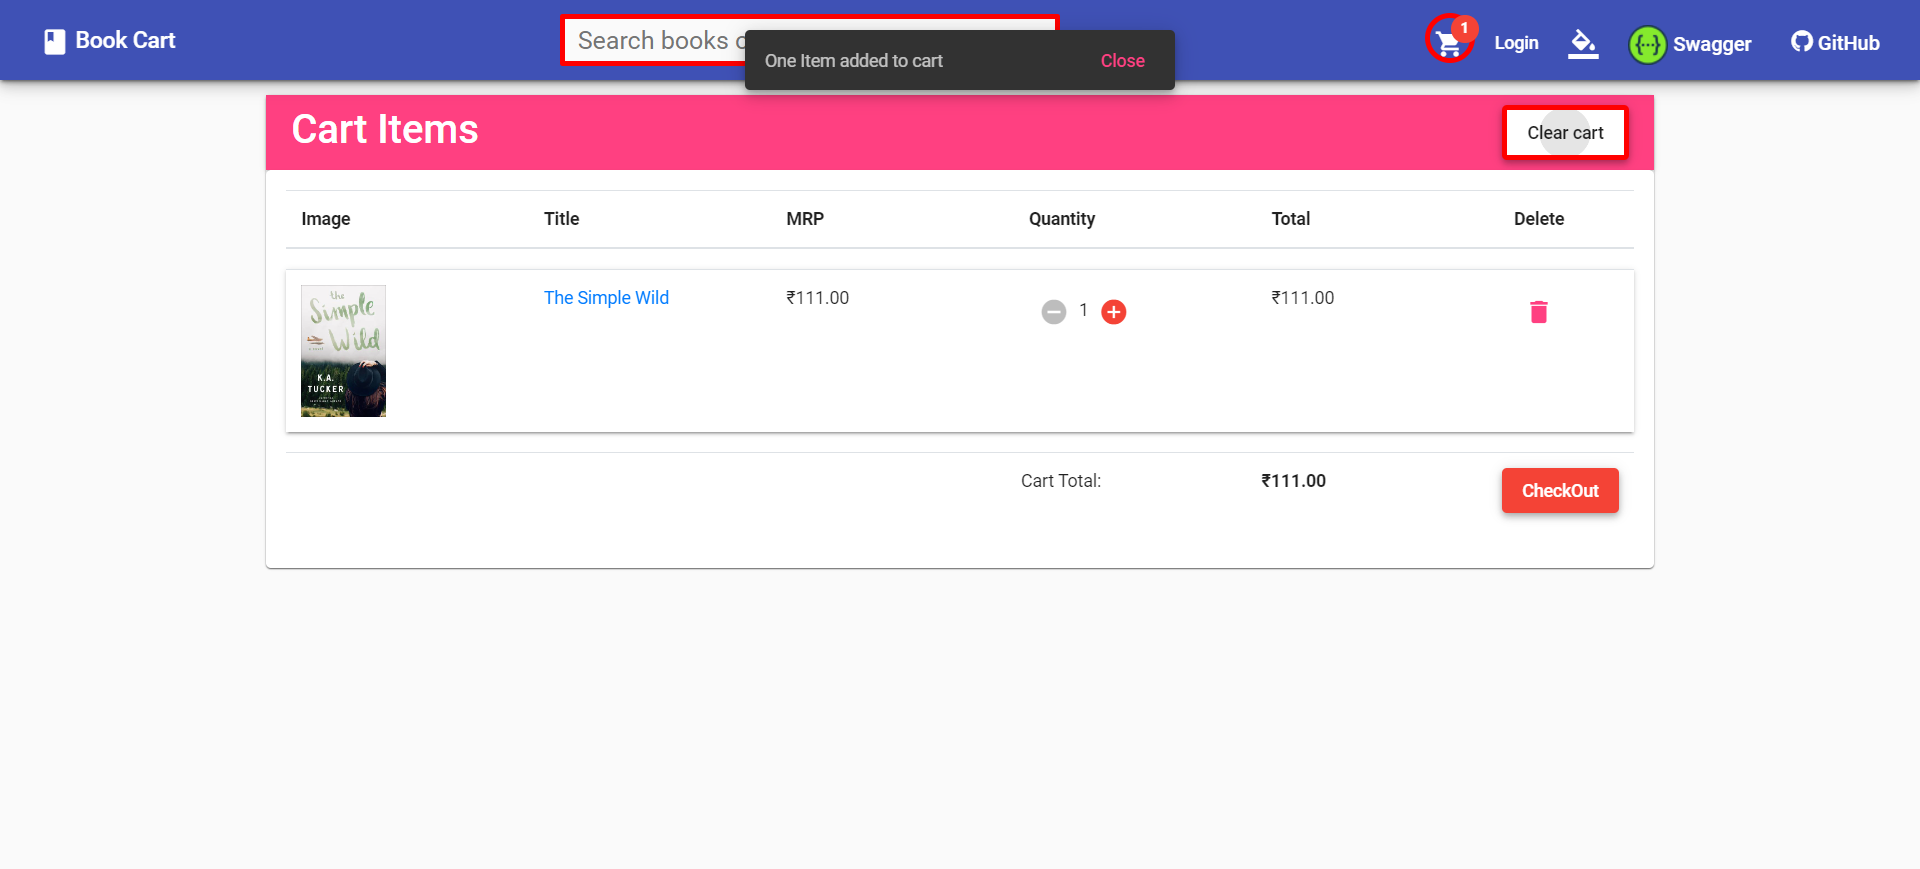 Book Cart
Search books o
One Item added to cart
Close
1
Login
Swagger
GitHub
Cart Items
Clear cart
Image Title MRP Quantity Total Delete
the
Simple
Wild
K.A.
TUCKER
The Simple Wild
₹111.00
1
₹111.00
Cart Total:
₹111.00
CheckOut